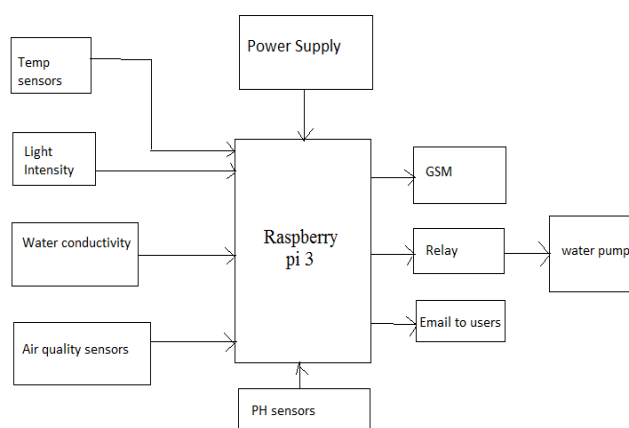 Power Supply
Temp
sensors
Light
Intensity
GSM
Raspberry
pi 3
Water conductivity
Relay
water pump
Email to users
Air quality sensors
PH sensors